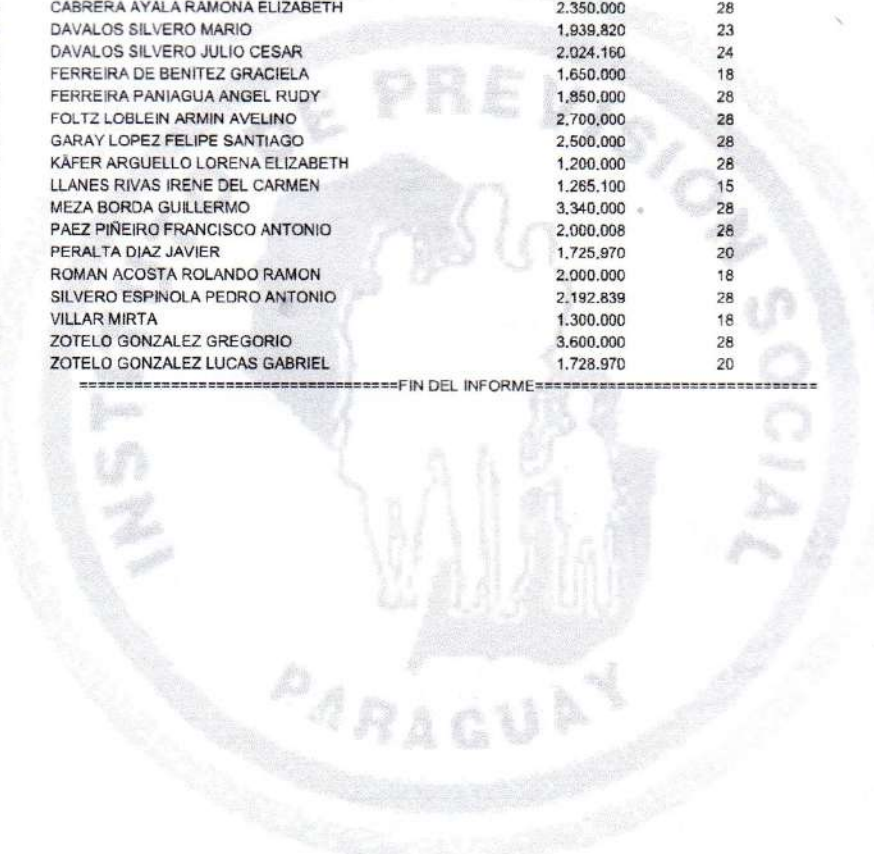 CABRERA AYALA RAMONA ELIZABETH 2.350.000 28
DAVALOS SILVERO MARIO 1.939.820 23
DAVALOS SILVERO JULIO CESAR 2.024.160 24
FERREIRA DE BENITEZ GRACIELA 1.650.000 18
FERREIRA PANIAGUA ANGEL RUDY 1.850.000 28
FOLTZ LOBLEIN ARMIN AVELINO 2.700.000 28
GARAY LOPEZ FELIPE SANTIAGO 2.500.000 28
KÄFER ARGUELLO LORENA ELIZABETH 1.200.000 28
LLANES RIVAS IRENE DEL CARMEN 1.265.100 15
MEZA BORDA GUILLERMO 3.340.000 28
PAEZ PIÑEIRO FRANCISCO ANTONIO 2.000.008 28
PERALTA DIAZ JAVIER 1.725.970 20
ROMAN ACOSTA ROLANDO RAMON 2.000.000 18
SILVERO ESPINOLA PEDRO ANTONIO 2.192.839 28
VILLAR MIRTA 1.300.000 18
ZOTELO GONZALEZ GREGORIO 3.600.000 28
ZOTELO GONZALEZ LUCAS GABRIEL 1.728.970 20
===================================FIN DEL INFORME===============================
INST E PREVISION SOCIAL
PARAGUAY